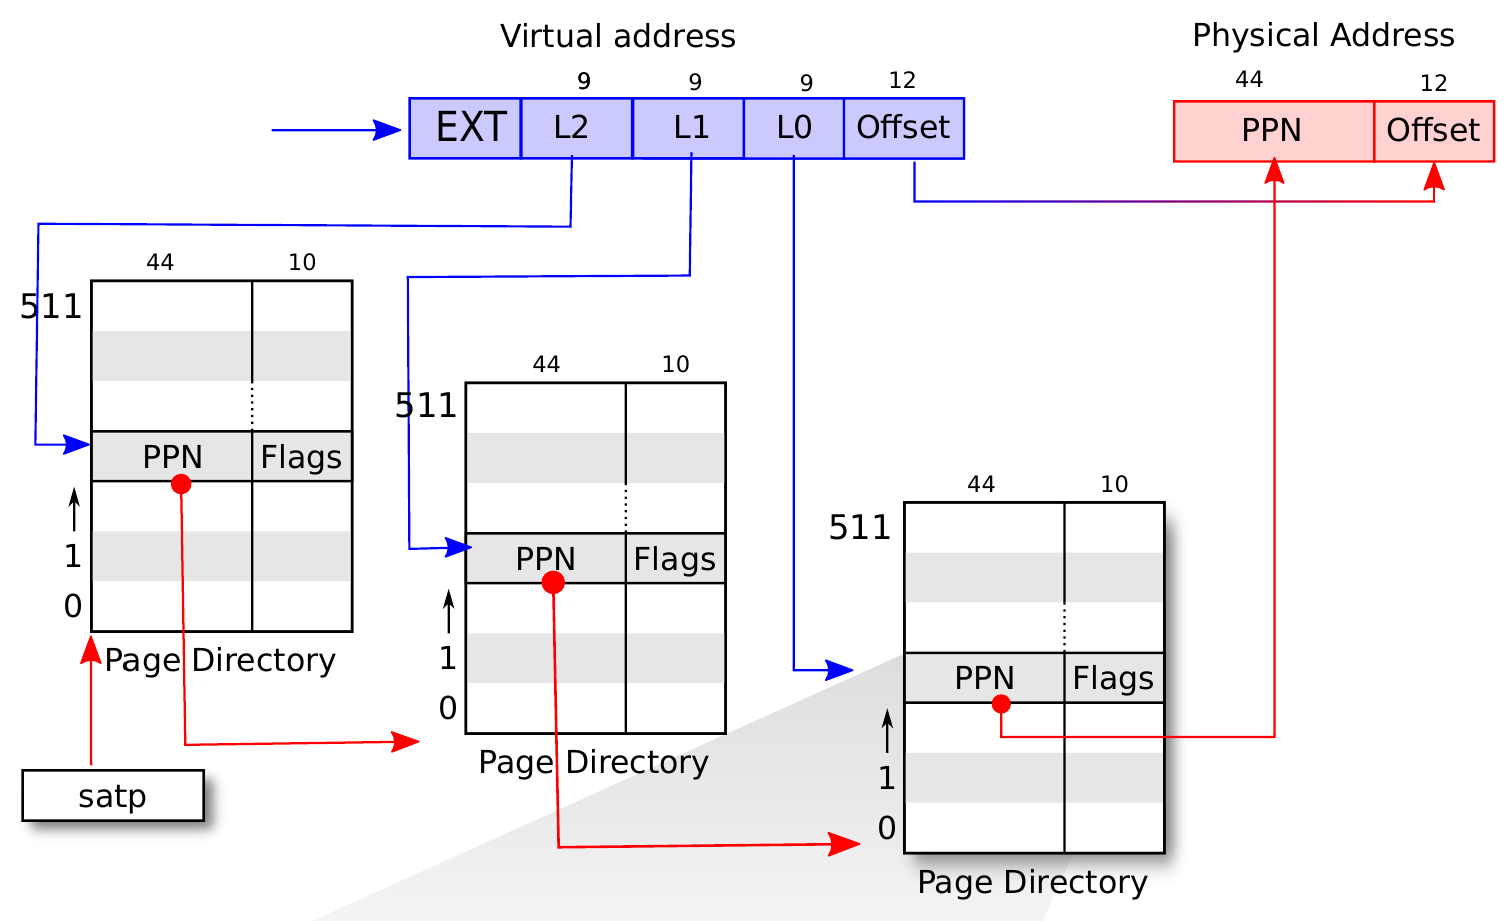 Virtual address
Physical Address
9
9
9
12
44
12
EXT L2 L1 L0 Offset
PPN Offset
44 10
511
PPN Flags
1
0
Page Directory
satp
44 10
511
PPN Flags
1
0
Page Directory
44 10
511
PPN Flags
1
0
Page Directory